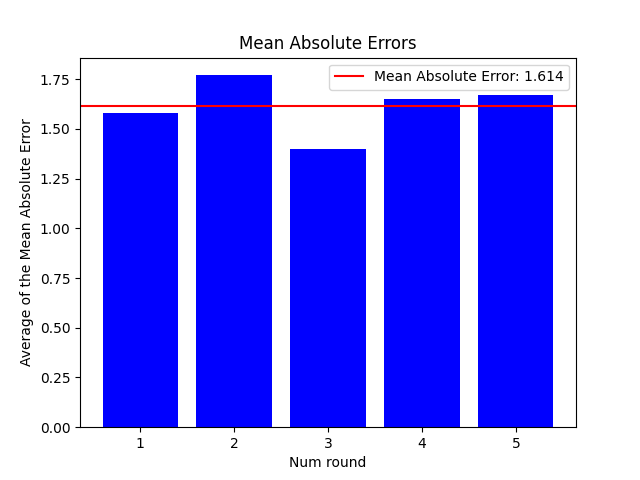 Mean Absolute Errors
Mean Absolute Error: 1.614
Average of the Mean Absolute Error
1.75
1.50
1.25
1.00
0.75
0.50
0.25
0.00
1 2 3 4 5
Num round